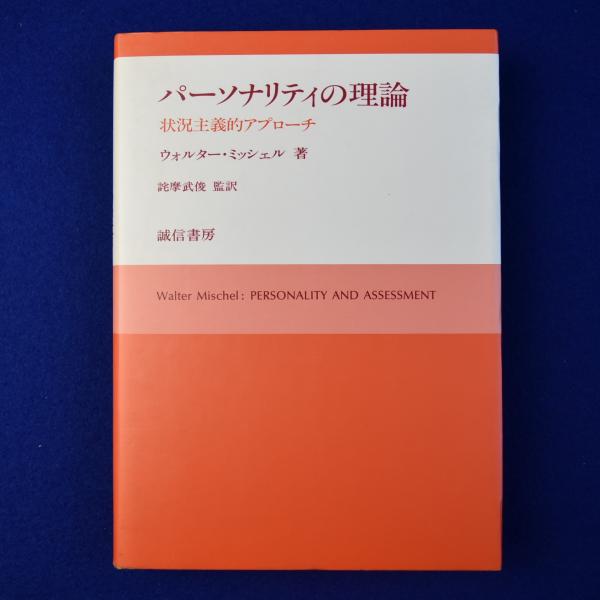 パーソナリティの理論
状況主義的アプローチ
ウォルター・ミッシェル 著
詫摩武俊 監訳
誠信書房
Walter Mischel: PERSONALITY AND ASSESSMENT